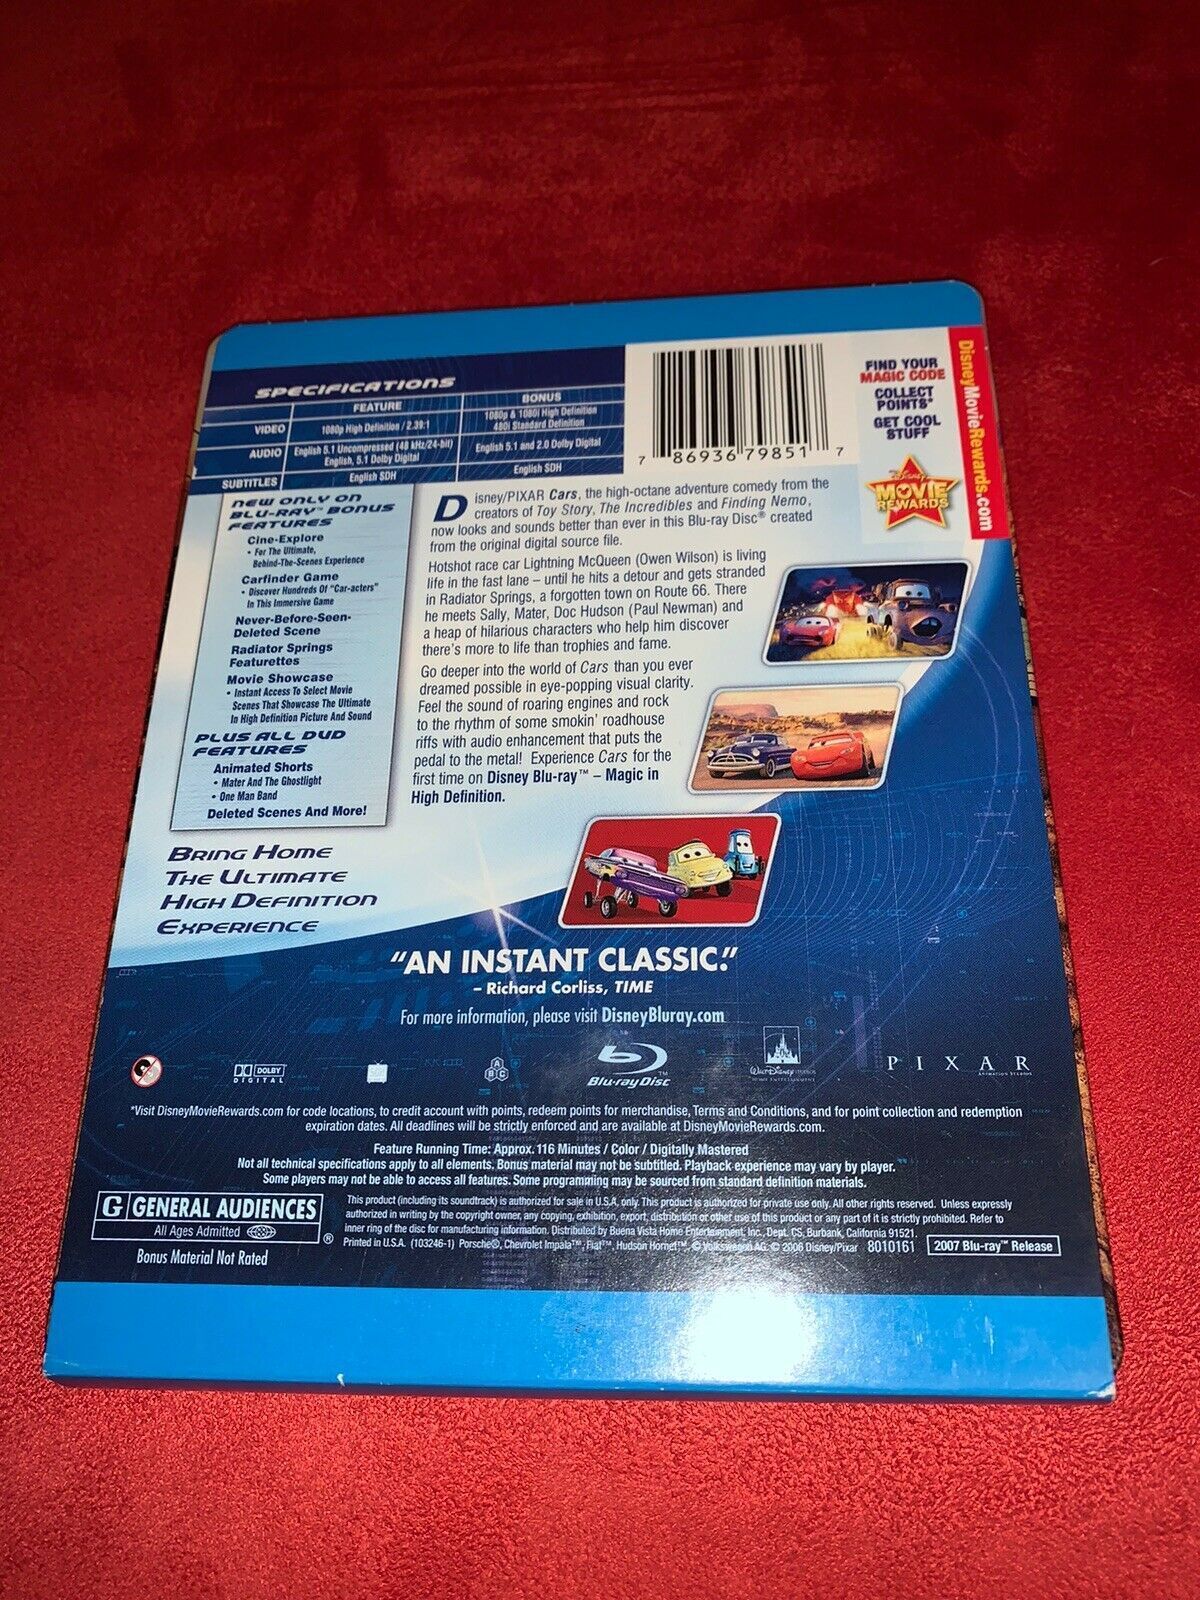 SPECIFICATIONS
FEATURE
BONUS
VIDEO
1080p High Definition / 2.39:1
1080p & 1080i High Definition
480i Standard Definition
AUDIO
English 5.1 Uncompressed (48 kHz/24-bit)
English, 5.1 Dolby Digital
English 5.1 and 2.0 Dolby Digital
SUBTITLES
English SDH
English SDH
7 86936 79851 7
FIND YOUR
MAGIC CODE
COLLECT
POINTS*
GET COOL
STUFF
Disney
MOVIE
REWARDS
DisneyMovieRewards.com
NEW ONLY ON
BLU-RAY™ BONUS
FEATURES
Cine-Explore
• For The Ultimate,
Behind-The-Scenes Experience
Carfinder Game
• Discover Hundreds Of "Car-acters"
In This Immersive Game
Never-Before-Seen-
Deleted Scene
Radiator Springs
Featurettes
Movie Showcase
• Instant Access To Select Movie
Scenes That Showcase The Ultimate
In High Definition Picture And Sound
PLUS ALL DVD
FEATURES
Animated Shorts
• Mater And The Ghostlight
• One Man Band
Deleted Scenes And More!
Disney/PIXAR Cars, the high-octane adventure comedy from the
creators of Toy Story, The Incredibles and Finding Nemo,
now looks and sounds better than ever in this Blu-ray Disc® created
from the original digital source file.
Hotshot race car Lightning McQueen (Owen Wilson) is living
life in the fast lane – until he hits a detour and gets stranded
in Radiator Springs, a forgotten town on Route 66. There
he meets Sally, Mater, Doc Hudson (Paul Newman) and
a heap of hilarious characters who help him discover
there's more to life than trophies and fame.
Go deeper into the world of Cars than you ever
dreamed possible in eye-popping visual clarity.
Feel the sound of roaring engines and rock
to the rhythm of some smokin' roadhouse
riffs with audio enhancement that puts the
pedal to the metal! Experience Cars for the
first time on Disney Blu-ray™ – Magic in
High Definition.
BRING HOME
THE ULTIMATE
HIGH DEFINITION
EXPERIENCE
"AN INSTANT CLASSIC."
– Richard Corliss, TIME
For more information, please visit DisneyBluray.com
DOLBY
DIGITAL
A
B C
Blu-ray Disc™
WALT DISNEY STUDIOS
HOME ENTERTAINMENT
PIXAR
ANIMATION STUDIOS
*Visit DisneyMovieRewards.com for code locations, to credit account with points, redeem points for merchandise, Terms and Conditions, and for point collection and redemption
expiration dates. All deadlines will be strictly enforced and are available at DisneyMovieRewards.com.
Feature Running Time: Approx. 116 Minutes / Color / Digitally Mastered
Not all technical specifications apply to all elements. Bonus material may not be subtitled. Playback experience may vary by player.
Some players may not be able to access all features. Some programming may be sourced from standard definition materials.
G GENERAL AUDIENCES
All Ages Admitted ®
Bonus Material Not Rated
This product (including its soundtrack) is authorized for sale in U.S.A. only. This product is authorized for private use only. All other rights reserved. Unless expressly
authorized in writing by the copyright owner, any copying, exhibition, export, distribution or other use of this product or any part of it is strictly prohibited. Refer to
inner ring of the disc for manufacturing information. Distributed by Buena Vista Home Entertainment, Inc., Dept. CS, Burbank, California 91521.
Printed in U.S.A. (103246-1) Porsche®, Chevrolet Impala™, Fiat™, Hudson Hornet™, © Volkswagen AG. © 2006 Disney/Pixar 8010161
2007 Blu-ray™ Release